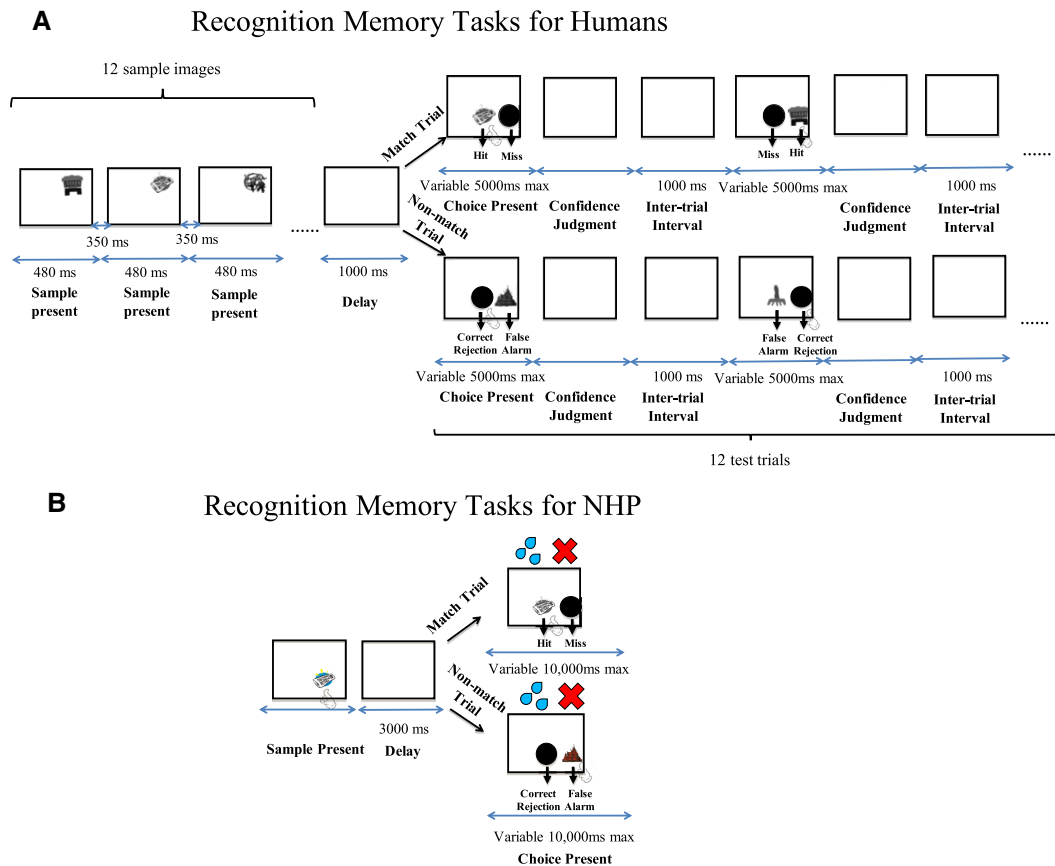 A
Recognition Memory Tasks for Humans
12 sample images
350 ms
350 ms
480 ms
480 ms
480 ms
Sample
present
Sample
present
Sample
present
......
1000 ms
Delay
Match Trial
Non-match
Trial
Hit
Miss
Miss
Hit
......
Variable 5000ms max
1000 ms
Variable 5000ms max
1000 ms
Choice Present
Confidence
Judgment
Inter-trial
Interval
Confidence
Judgment
Inter-trial
Interval
Correct
Rejection
False
Alarm
False
Alarm
Correct
Rejection
......
Variable 5000ms max
1000 ms
Variable 5000ms max
1000 ms
Choice Present
Confidence
Judgment
Inter-trial
Interval
Confidence
Judgment
Inter-trial
Interval
12 test trials
B
Recognition Memory Tasks for NHP
Sample Present
3000 ms
Delay
Match Trial
Non-match
Trial
Hit
Miss
Variable 10,000ms max
Correct
Rejection
False
Alarm
Variable 10,000ms max
Choice Present